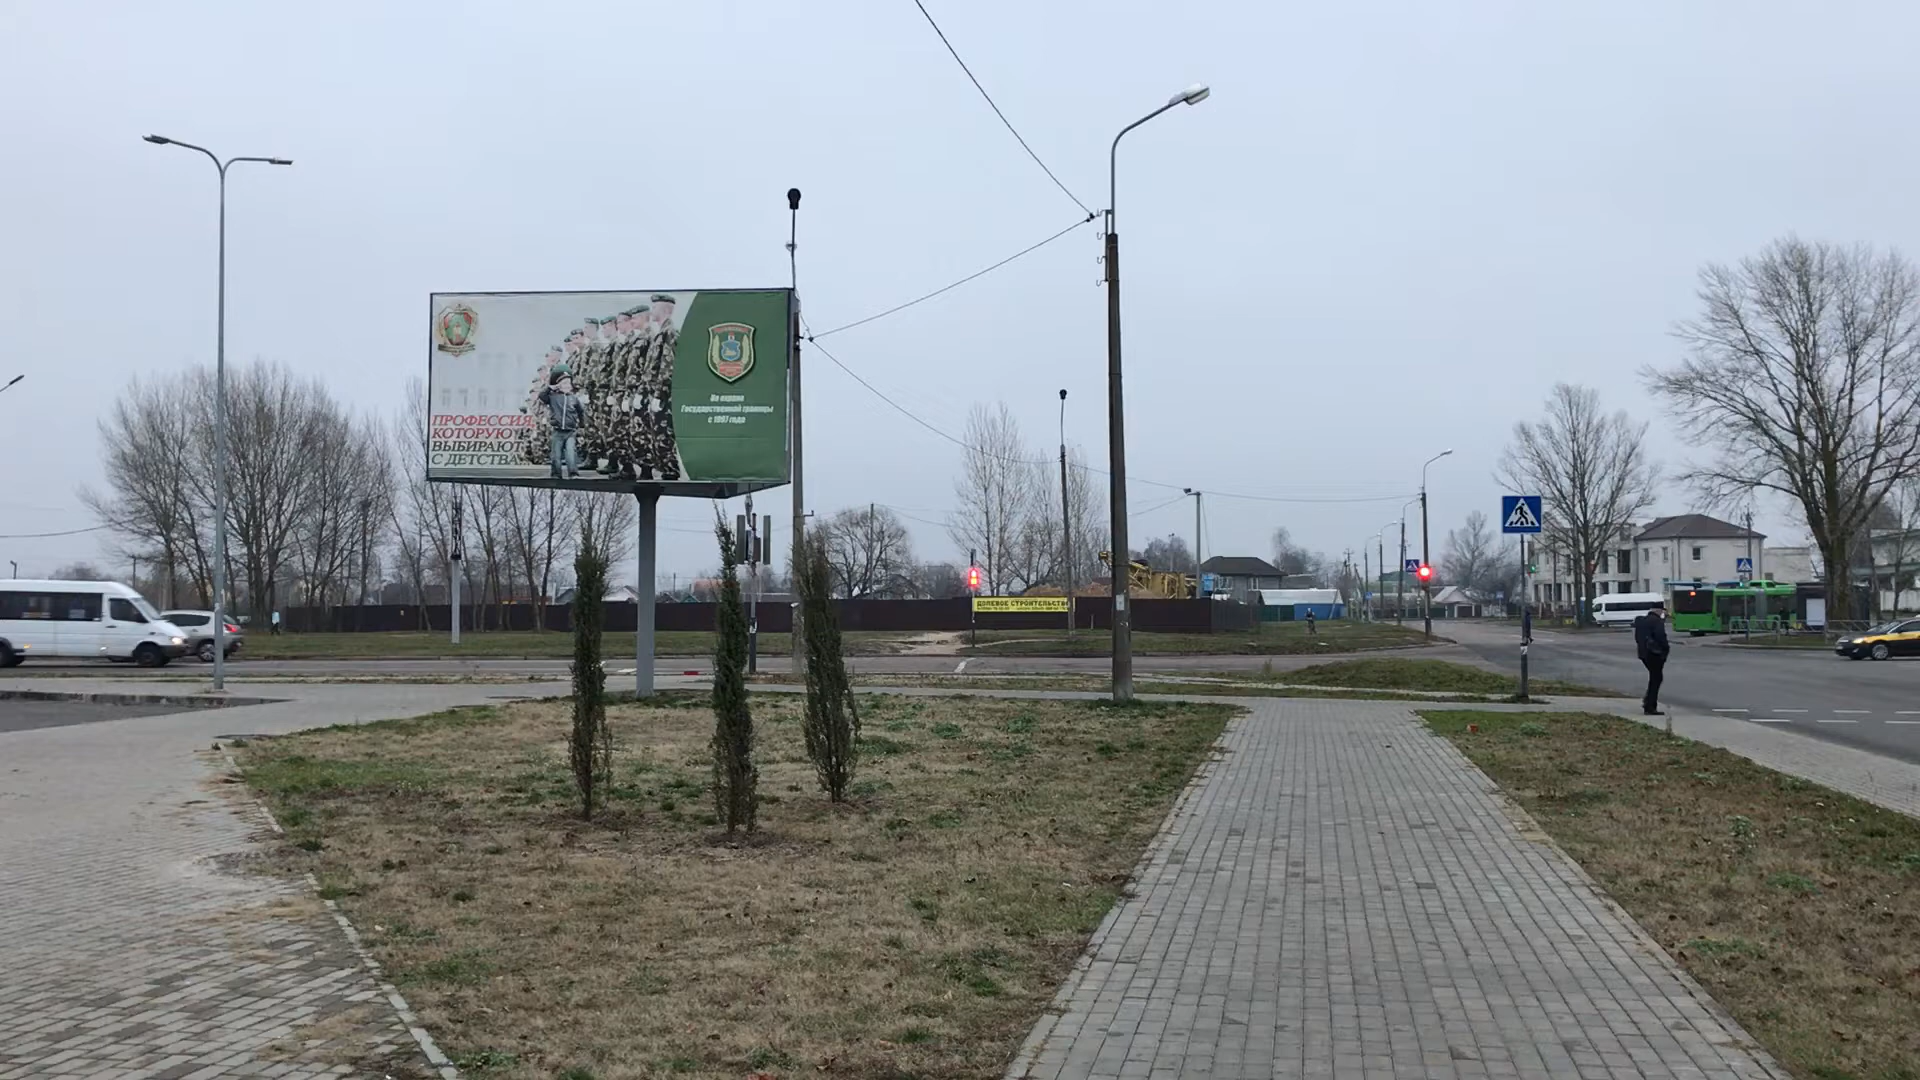 ПРОФЕССИЯ,
КОТОРУЮ
ВЫБИРАЮТ
С ДЕТСТВА...
На охране
Государственной границы
с 1997 года
ДОЛЕВОЕ СТРОИТЕЛЬСТВО